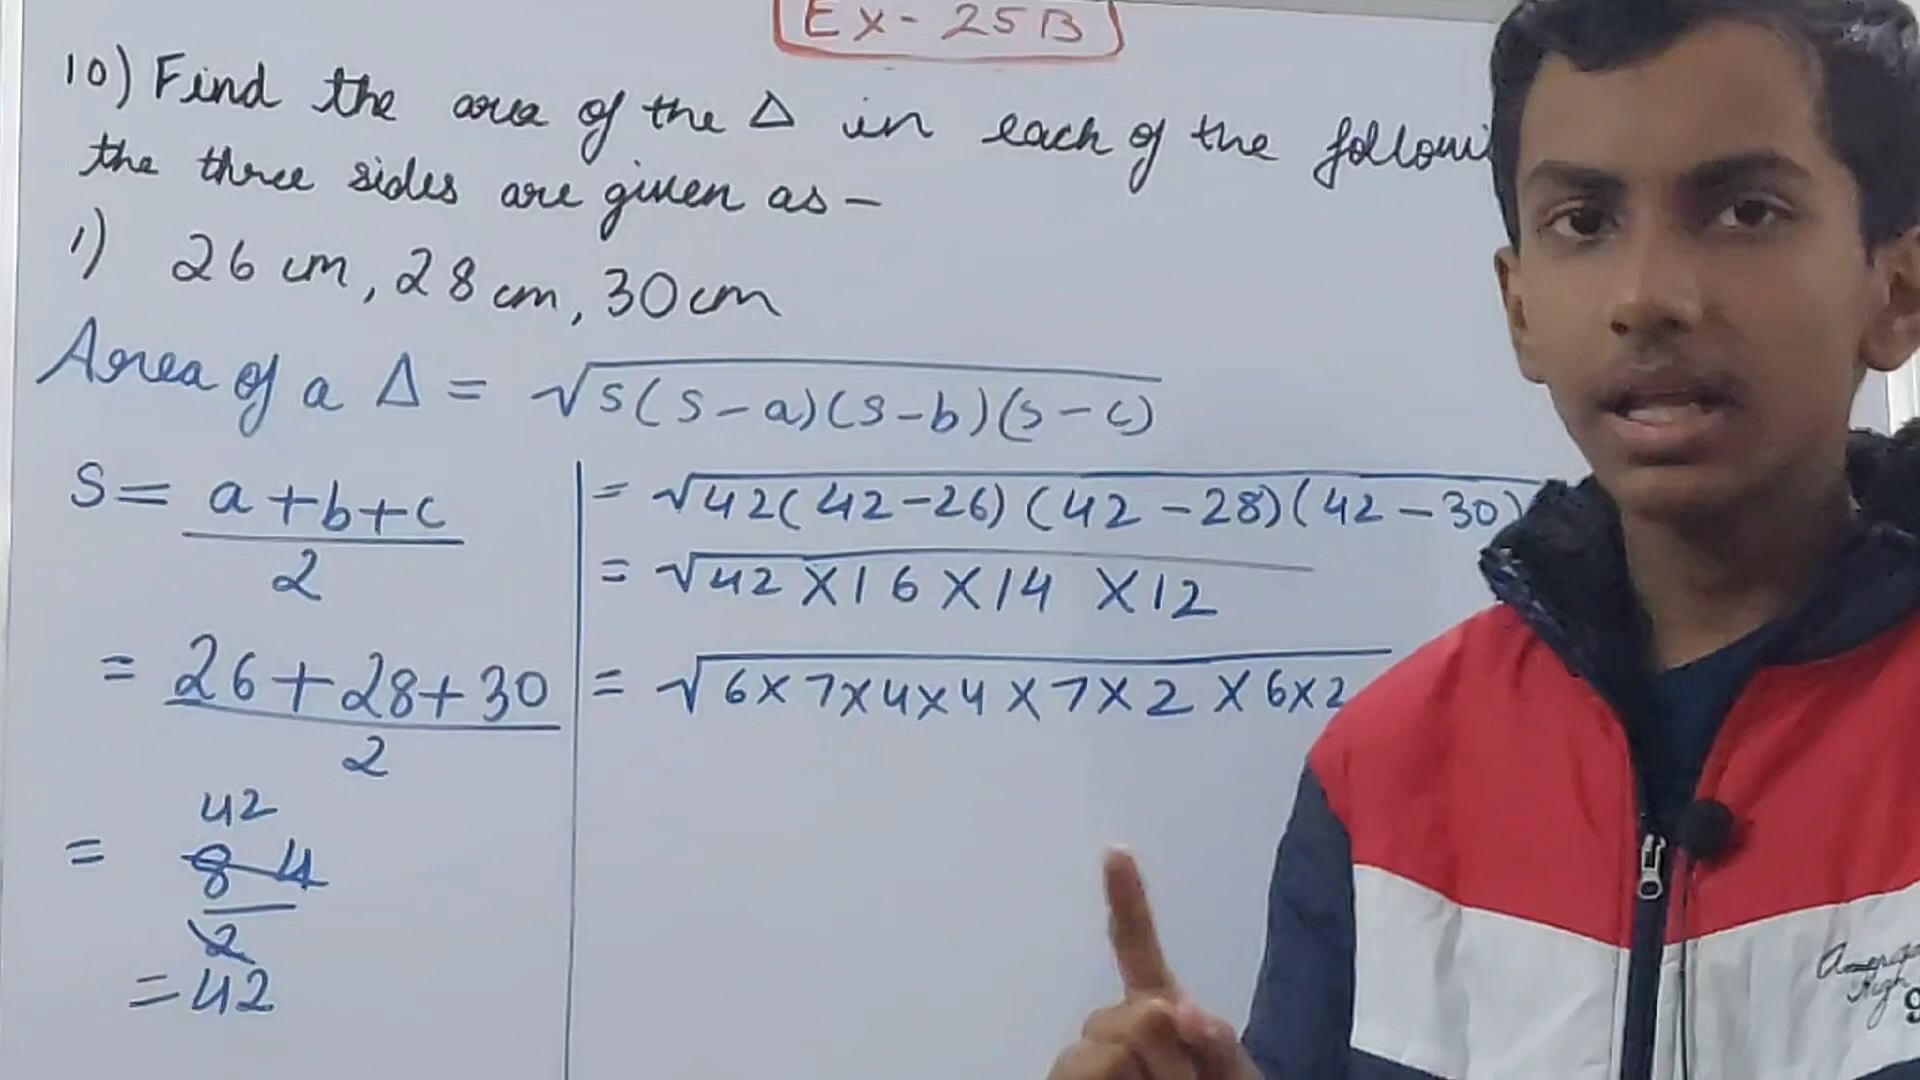 Ex- 25B
10) Find the area of the Δ in each of the
the three sides are given as -
1) 26 cm, 28 cm, 30 cm
Area of a Δ = √s(s-a)(s-b)(s-c)
s = a+b+c
2
= 26+28+30
2
42
= 84
2
= 42
= √42(42-26)(42-28)(42-30)
= √42×16×14×12
= √6×7×4×4×7×2×6×2